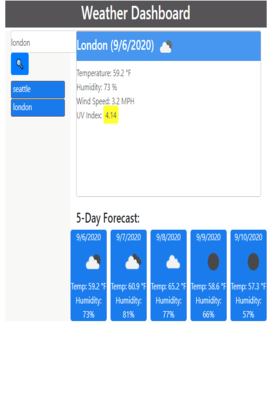 Weather Dashboard
london
seattle
london
London (9/6/2020)
Temperature: 59.2 °F
Humidity: 73 %
Wind Speed: 3.2 MPH
UV Index: 4.14
5-Day Forecast:
9/6/2020
Temp: 59.2 °F
Humidity:
73%
9/7/2020
Temp: 60.9 °F
Humidity:
81%
9/8/2020
Temp: 65.2 °F
Humidity:
77%
9/9/2020
Temp: 58.6 °F
Humidity:
66%
9/10/2020
Temp: 57.3 °F
Humidity:
57%